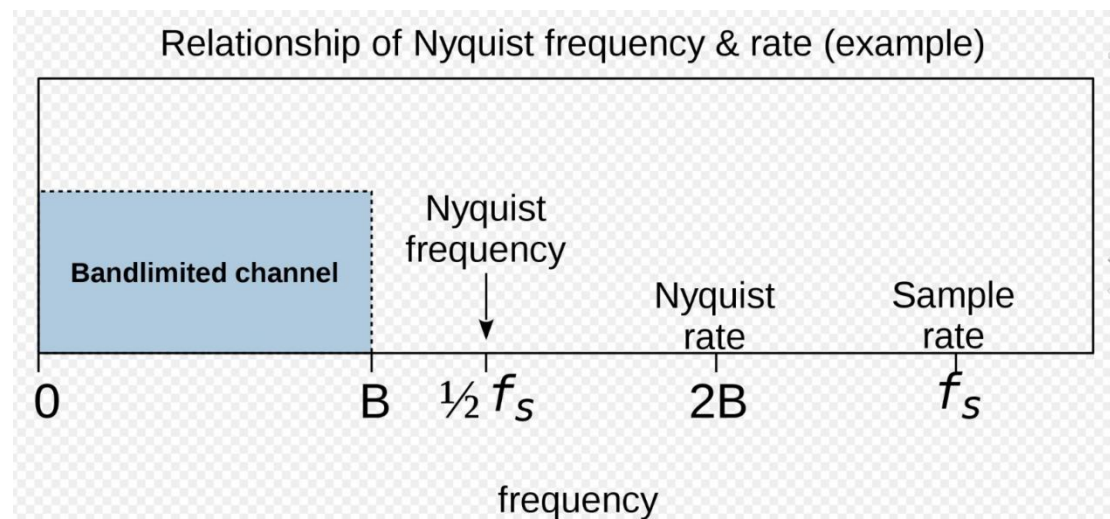 Relationship of Nyquist frequency & rate (example)
Bandlimited channel
Nyquist
frequency
Nyquist
rate
Sample
rate
0
B
½ fs
2B
fs
frequency